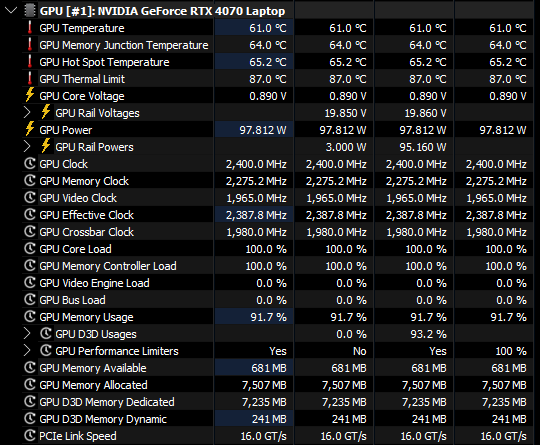 GPU [#1]: NVIDIA GeForce RTX 4070 Laptop
GPU Temperature 61.0 °C 61.0 °C 61.0 °C 61.0 °C
GPU Memory Junction Temperature 64.0 °C 64.0 °C 64.0 °C 64.0 °C
GPU Hot Spot Temperature 65.2 °C 65.2 °C 65.2 °C 65.2 °C
GPU Thermal Limit 87.0 °C 87.0 °C 87.0 °C 87.0 °C
GPU Core Voltage 0.890 V 0.890 V 0.890 V 0.890 V
GPU Rail Voltages 19.850 V 19.860 V
GPU Power 97.812 W 97.812 W 97.812 W 97.812 W
GPU Rail Powers 3.000 W 95.160 W
GPU Clock 2,400.0 MHz 2,400.0 MHz 2,400.0 MHz 2,400.0 MHz
GPU Memory Clock 2,275.2 MHz 2,275.2 MHz 2,275.2 MHz 2,275.2 MHz
GPU Video Clock 1,965.0 MHz 1,965.0 MHz 1,965.0 MHz 1,965.0 MHz
GPU Effective Clock 2,387.8 MHz 2,387.8 MHz 2,387.8 MHz 2,387.8 MHz
GPU Crossbar Clock 1,980.0 MHz 1,980.0 MHz 1,980.0 MHz 1,980.0 MHz
GPU Core Load 100.0 % 100.0 % 100.0 % 100.0 %
GPU Memory Controller Load 100.0 % 100.0 % 100.0 % 100.0 %
GPU Video Engine Load 0.0 % 0.0 % 0.0 % 0.0 %
GPU Bus Load 0.0 % 0.0 % 0.0 % 0.0 %
GPU Memory Usage 91.7 % 91.7 % 91.7 % 91.7 %
GPU D3D Usages 0.0 % 93.2 %
GPU Performance Limiters Yes No Yes 100 %
GPU Memory Available 681 MB 681 MB 681 MB 681 MB
GPU Memory Allocated 7,507 MB 7,507 MB 7,507 MB 7,507 MB
GPU D3D Memory Dedicated 7,235 MB 7,235 MB 7,235 MB 7,235 MB
GPU D3D Memory Dynamic 241 MB 241 MB 241 MB 241 MB
PCIe Link Speed 16.0 GT/s 16.0 GT/s 16.0 GT/s 16.0 GT/s